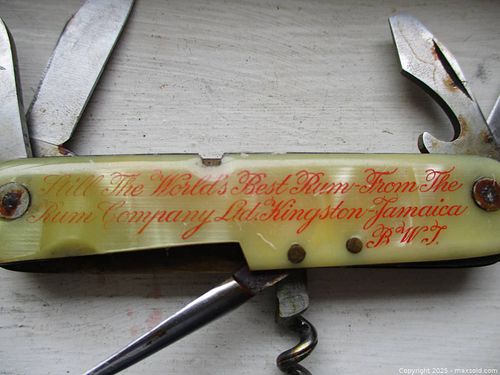 Still The World's Best Rum-From The
Rum Company Ltd. Kingston-Jamaica
B.W.I.
Copyright 2025 - maxsold.com